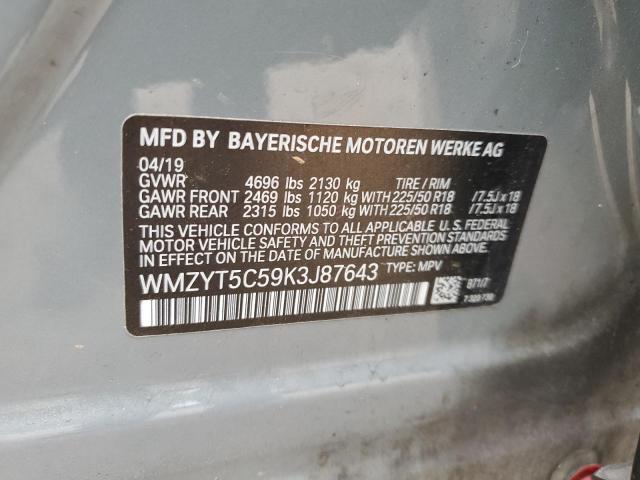 MFD BY BAYERISCHE MOTOREN WERKE AG
04/19
GVWR 4696 lbs 2130 kg TIRE / RIM
GAWR FRONT 2469 lbs 1120 kg WITH 225/50 R18 /7.5J x 18
GAWR REAR 2315 lbs 1050 kg WITH 225/50 R18 /7.5J x 18
THIS VEHICLE CONFORMS TO ALL APPLICABLE U.S. FEDERAL
MOTOR VEHICLE SAFETY AND THEFT PREVENTION STANDARDS
IN EFFECT ON THE DATE OF MANUFACTURE SHOWN ABOVE.
WMZYT5C59K3J87643 TYPE: MPV